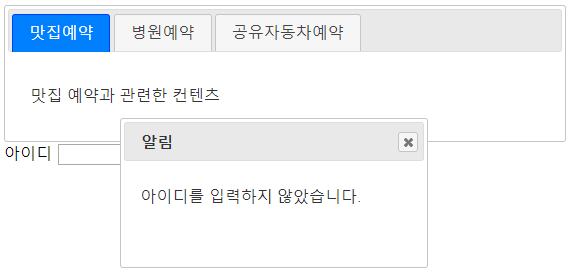 맛집예약 병원예약 공유자동차예약
맛집 예약과 관련한 컨텐츠
아이디
알림
아이디를 입력하지 않았습니다.